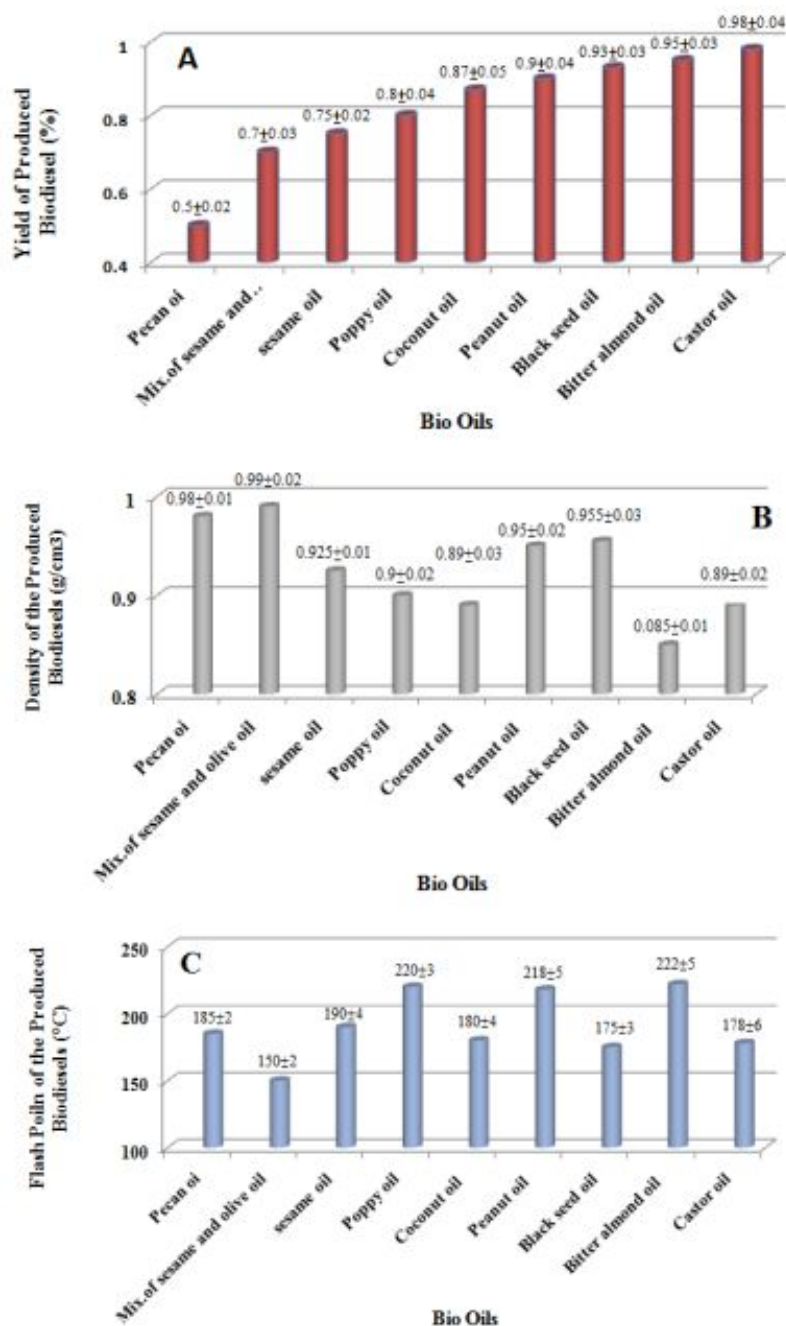 A
Yield of Produced
Biodiesel (%)
1
0.8
0.6
0.4
0.5±0.02
0.7±0.03
0.75±0.02
0.8±0.04
0.87±0.05
0.9±0.04
0.93±0.03
0.95±0.03
0.98±0.04
Pecan oi
Mix.of sesame and..
sesame oil
Poppy oil
Coconut oil
Peanut oil
Black seed oil
Bitter almond oil
Castor oil
Bio Oils
B
Density of the Produced
Biodiesels (g/cm3)
1
0.9
0.8
0.98±0.01
0.99±0.02
0.925±0.01
0.9±0.02
0.89±0.03
0.95±0.02
0.955±0.03
0.085±0.01
0.89±0.02
Pecan oi
Mix.of sesame and olive oil
sesame oil
Poppy oil
Coconut oil
Peanut oil
Black seed oil
Bitter almond oil
Castor oil
Bio Oils
C
Flash Poiln of the Produced
Biodiesels (°C)
250
200
150
100
185±2
150±2
190±4
220±3
180±4
218±5
175±3
222±5
178±6
Pecan oi
Mix.of sesame and olive oil
sesame oil
Poppy oil
Coconut oil
Peanut oil
Black seed oil
Bitter almond oil
Castor oil
Bio Oils